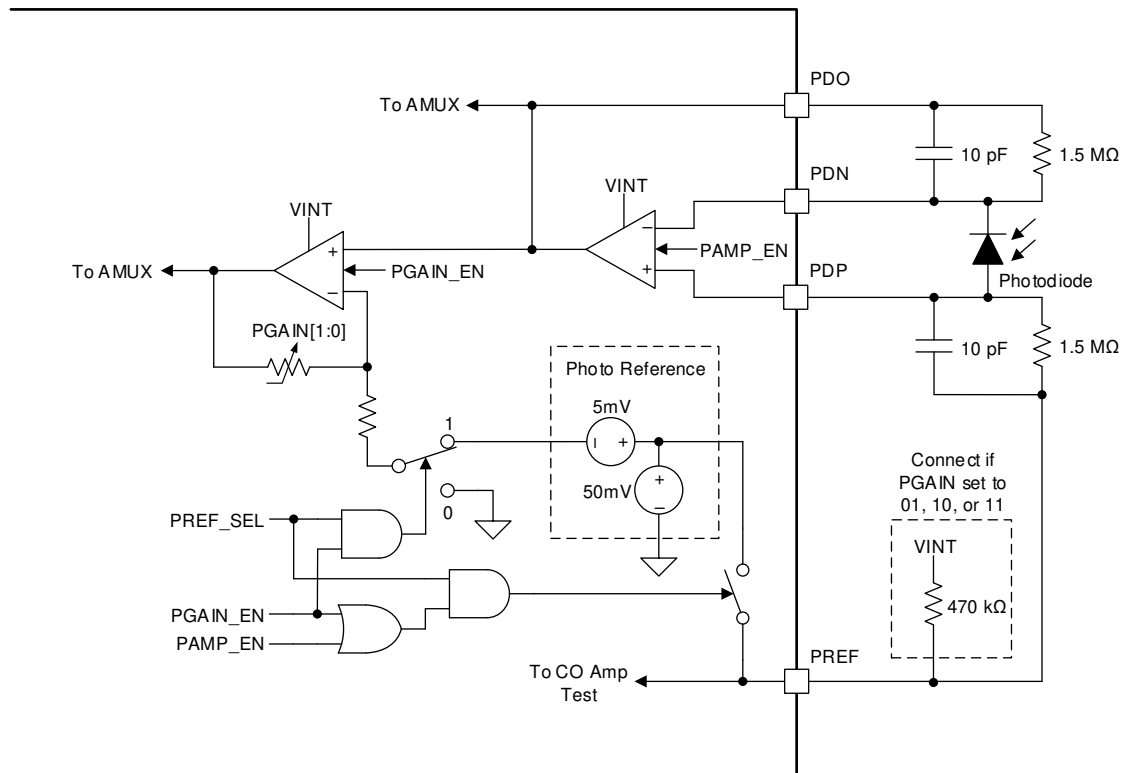 PDO
To AMUX
10 pF
1.5 MΩ
PDN
VINT
VINT
−
+
PAMP_EN
+
−
To AMUX
PGAIN_EN
PDP
Photodiode
PGAIN[1:0]
10 pF
1.5 MΩ
Photo Reference
5mV
− +
1
50mV
+
−
0
Connect if
PGAIN set to
01, 10, or 11
PREF_SEL
VINT
PGAIN_EN
470 kΩ
PAMP_EN
PREF
To CO Amp
Test